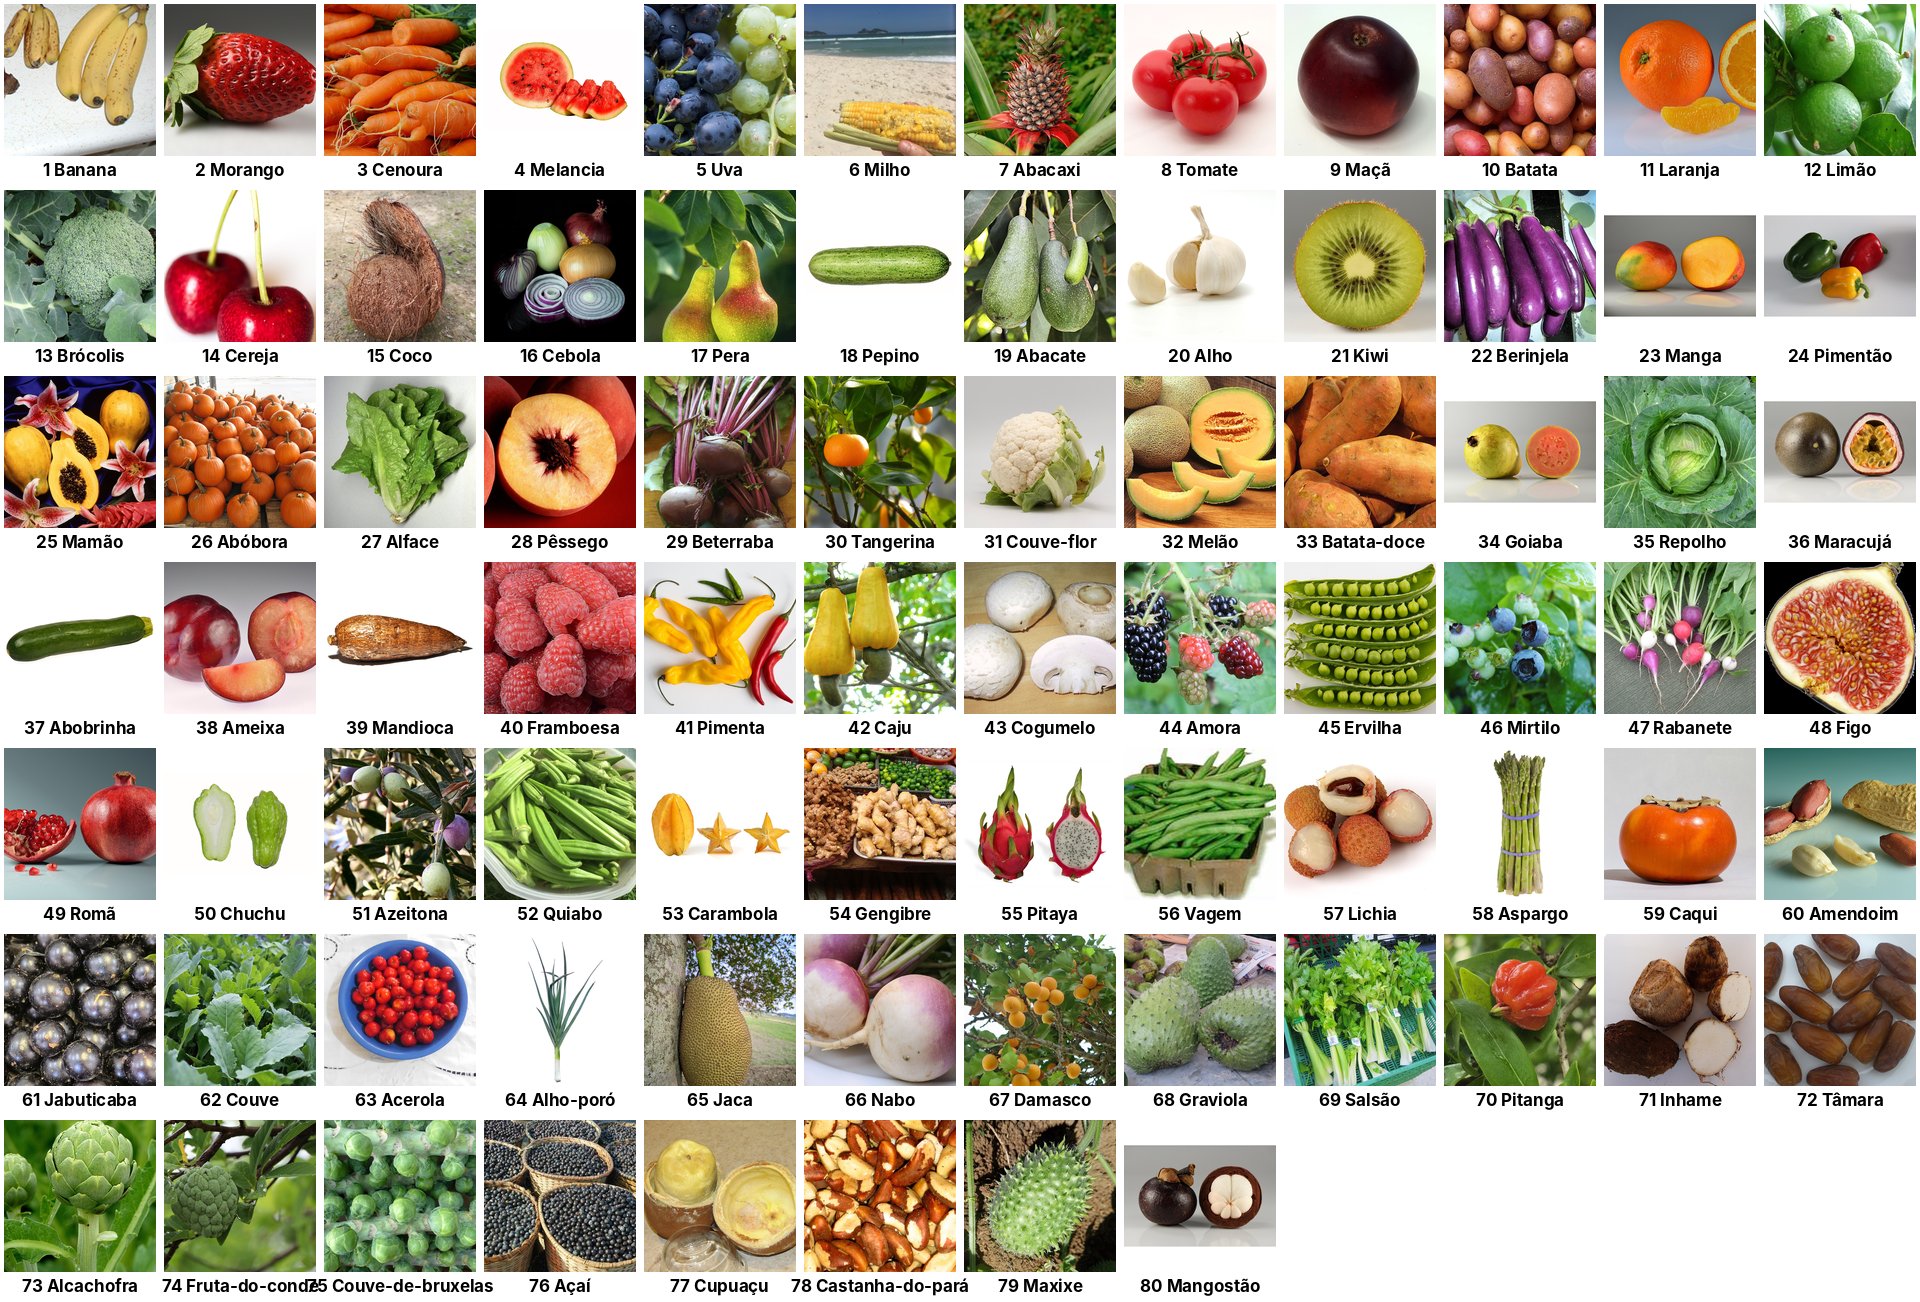 1 Banana
2 Morango
3 Cenoura
4 Melancia
5 Uva
6 Milho
7 Abacaxi
8 Tomate
9 Maçã
10 Batata
11 Laranja
12 Limão
13 Brócolis
14 Cereja
15 Coco
16 Cebola
17 Pera
18 Pepino
19 Abacate
20 Alho
21 Kiwi
22 Berinjela
23 Manga
24 Pimentão
25 Mamão
26 Abóbora
27 Alface
28 Pêssego
29 Beterraba
30 Tangerina
31 Couve-flor
32 Melão
33 Batata-doce
34 Goiaba
35 Repolho
36 Maracujá
37 Abobrinha
38 Ameixa
39 Mandioca
40 Framboesa
41 Pimenta
42 Caju
43 Cogumelo
44 Amora
45 Ervilha
46 Mirtilo
47 Rabanete
48 Figo
49 Romã
50 Chuchu
51 Azeitona
52 Quiabo
53 Carambola
54 Gengibre
55 Pitaya
56 Vagem
57 Lichia
58 Aspargo
59 Caqui
60 Amendoim
61 Jabuticaba
62 Couve
63 Acerola
64 Alho-poró
65 Jaca
66 Nabo
67 Damasco
68 Graviola
69 Salsão
70 Pitanga
71 Inhame
72 Tâmara
73 Alcachofra
74 Fruta-do-conde
75 Couve-de-bruxelas
76 Açaí
77 Cupuaçu
78 Castanha-do-pará
79 Maxixe
80 Mangostão